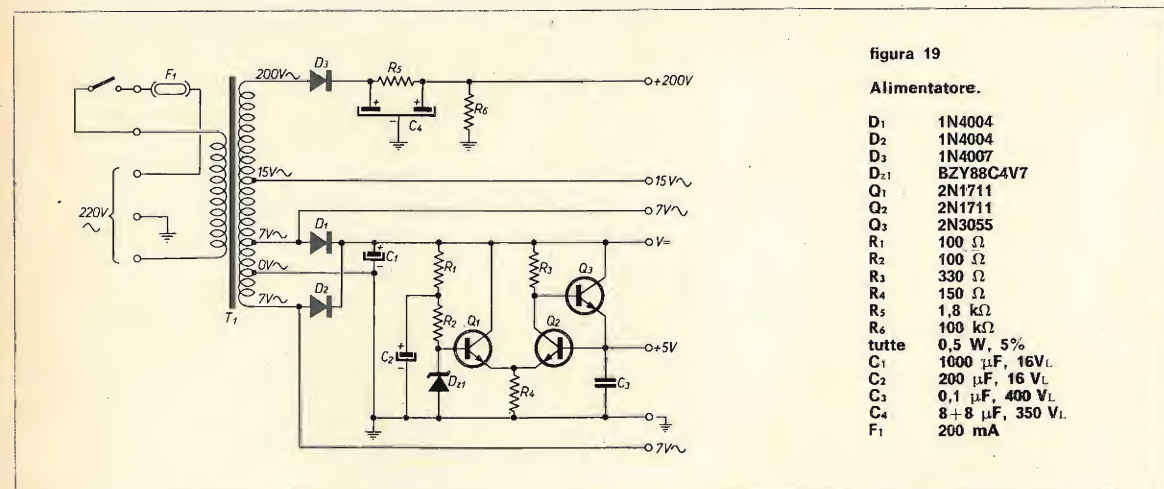 figura 19
Alimentatore.
D1 1N4004
D2 1N4004
D3 1N4007
Dz1 BZY88C4V7
Q1 2N1711
Q2 2N1711
Q3 2N3055
R1 100 Ω
R2 100 Ω
R3 330 Ω
R4 150 Ω
R5 1,8 kΩ
R6 100 kΩ
tutte 0,5 W, 5%
C1 1000 µF, 16VL
C2 200 µF, 16 VL
C3 0,1 µF, 400 VL
C4 8+8 µF, 350 VL
F1 200 mA
F1
220V
~
T1
200V~
D3
R5
+
+
-
C4
R6
+200V
15V~
15V~
7V~
7V~
D1
V=
0V~
+
C1
-
7V~
D2
R1
R2
+
C2
-
Dz1
Q1
R4
R3
Q2
Q3
+5V
C3
7V~